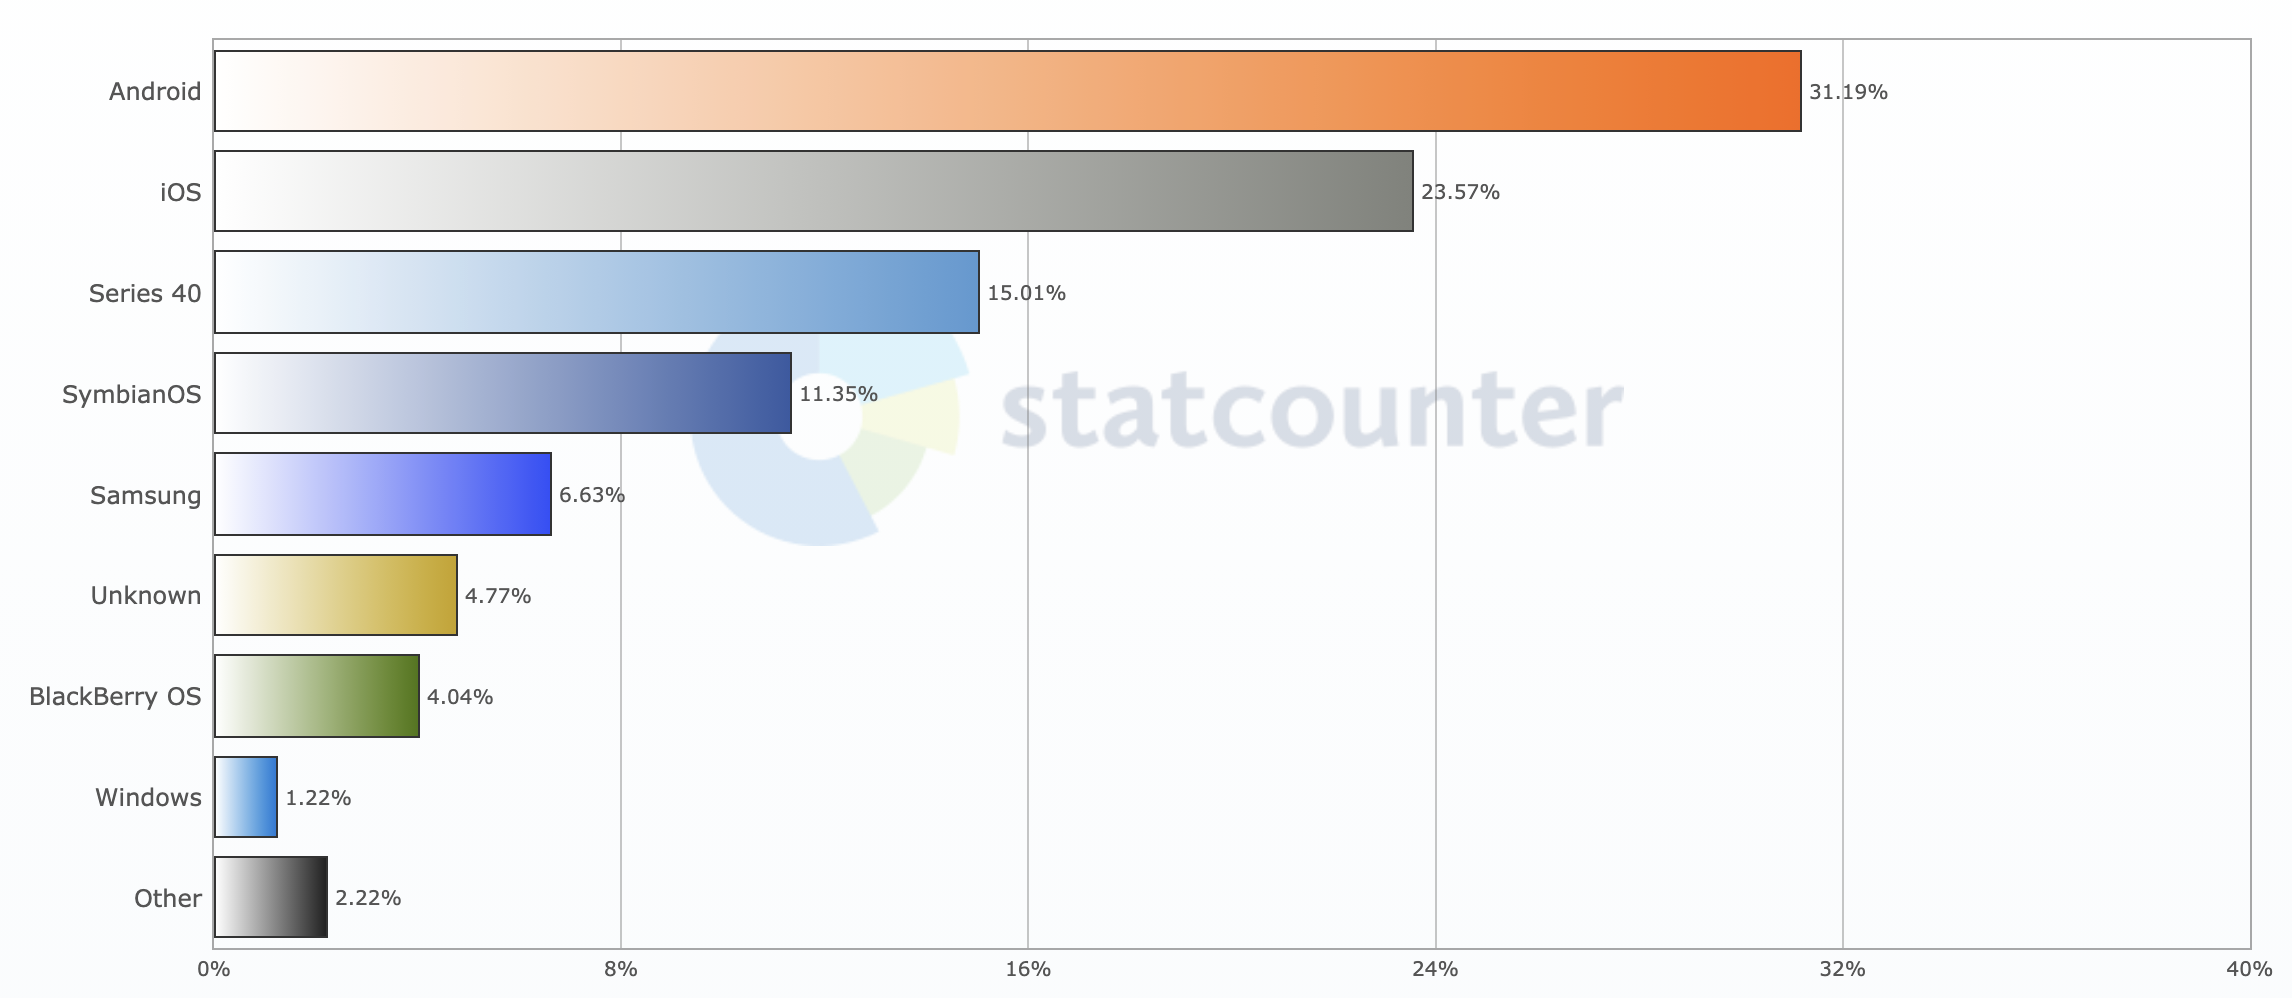 Android 31.19%
iOS 23.57%
Series 40 15.01%
SymbianOS 11.35%
statcounter
Samsung 6.63%
Unknown 4.77%
BlackBerry OS 4.04%
Windows 1.22%
Other 2.22%
0% 8% 16% 24% 32% 40%